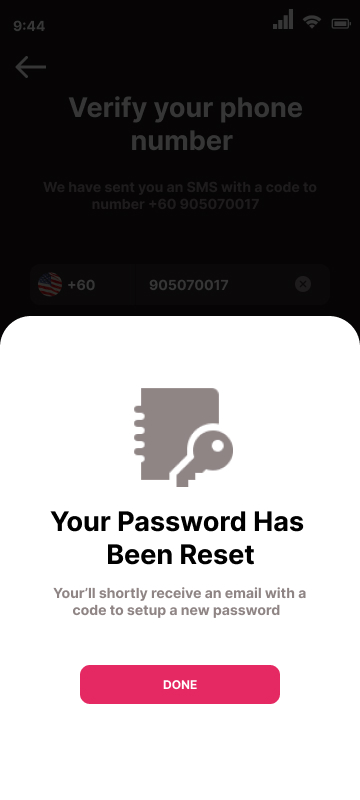 9:44
Verify your phone
number
We have sent you an SMS with a code to
number +60 905070017
+60 905070017
Your Password Has
Been Reset
Your'll shortly receive an email with a
code to setup a new password
DONE